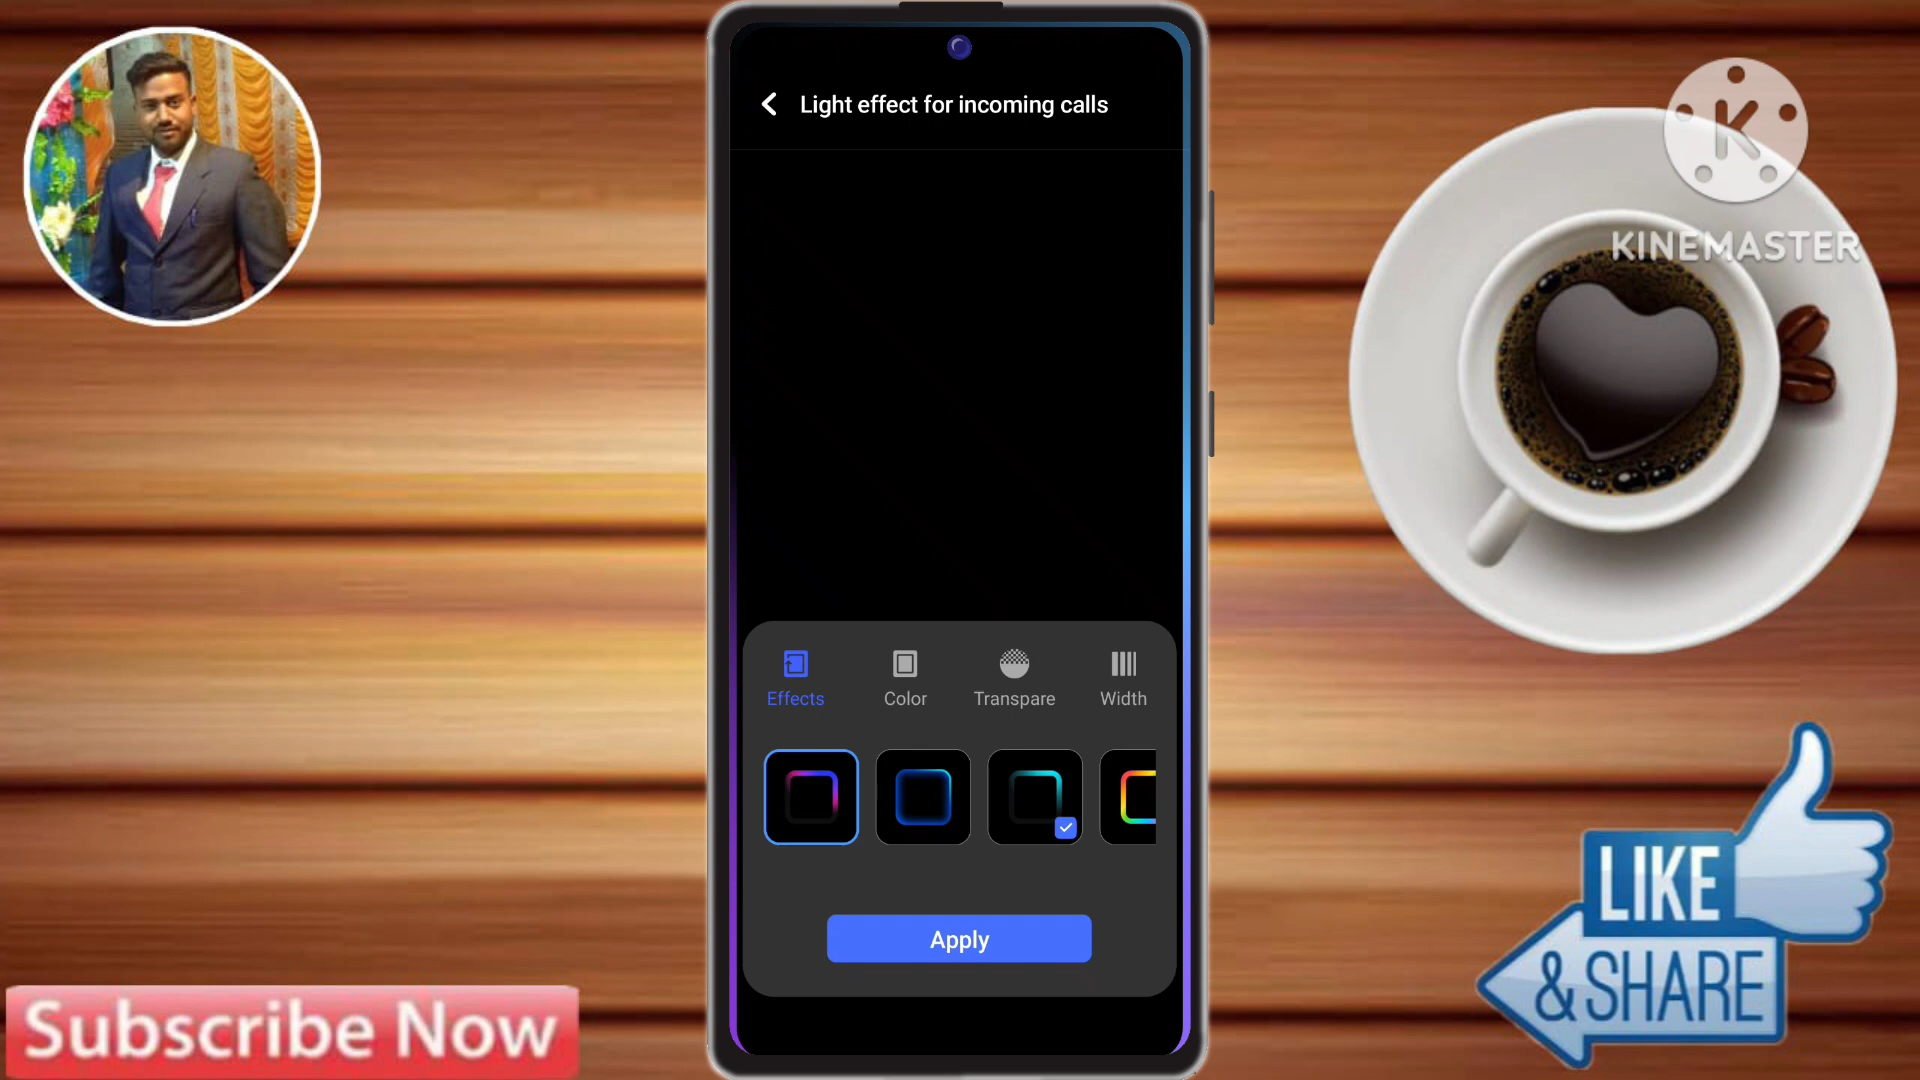 Light effect for incoming calls
K
KINEMASTER
Effects
Color
Transpare
Width
Apply
LIKE
& SHARE
Subscribe Now